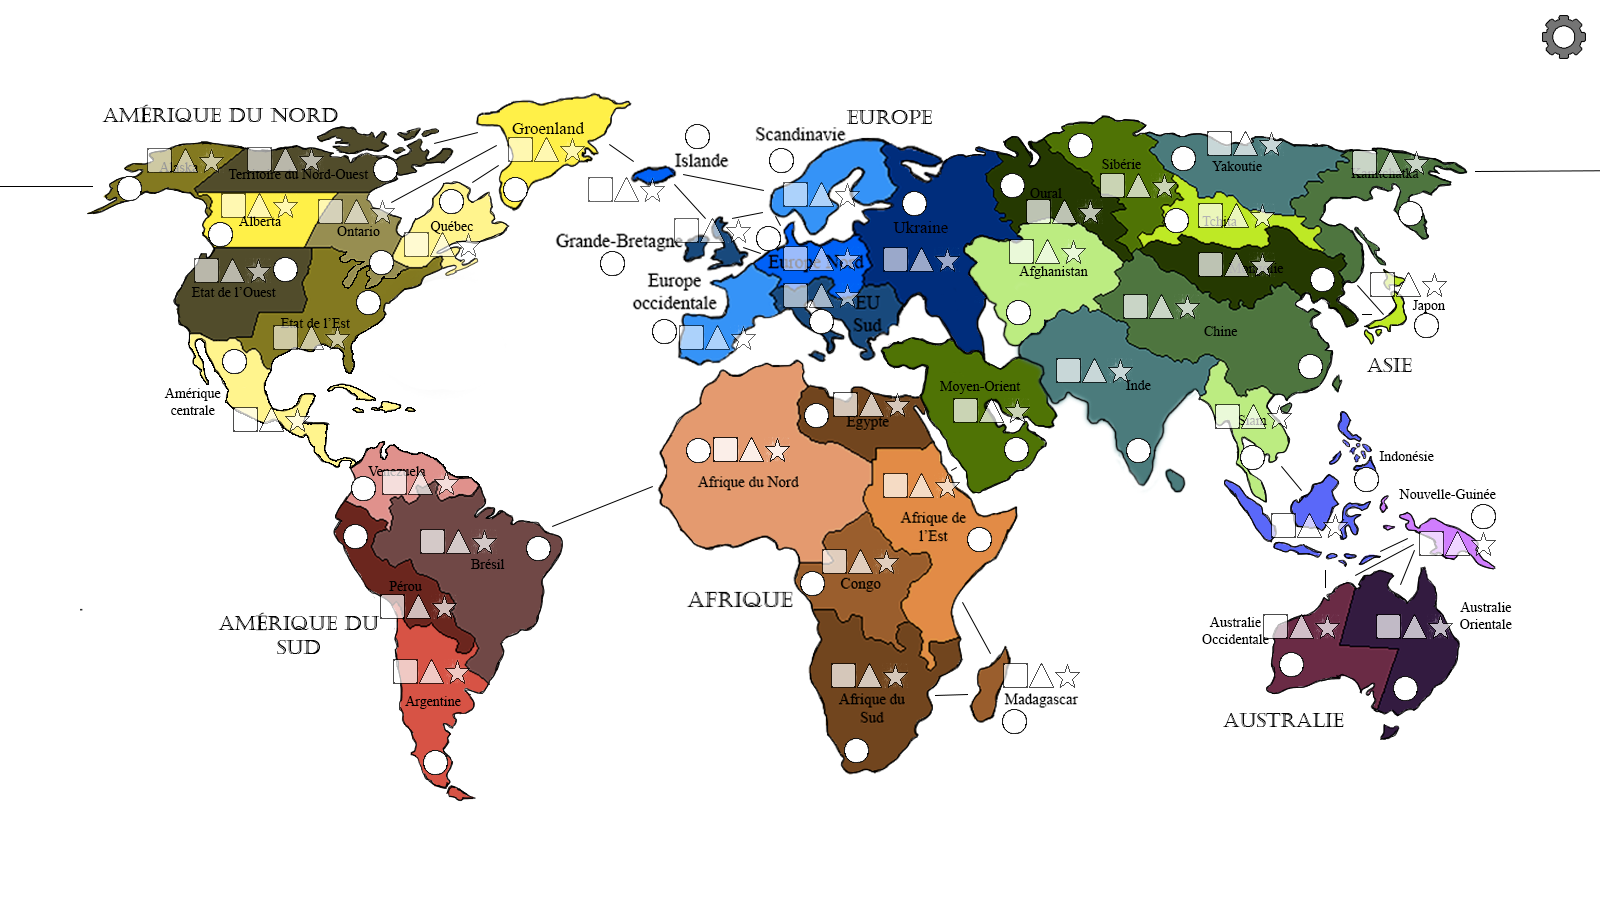 AMÉRIQUE DU NORD
EUROPE
Groenland
Scandinavie
Islande
Alaska
Territoire du Nord-Ouest
Sibérie
Yakoutie
Kamchatka
Oural
Alberta
Ontario
Québec
Tchita
Ukraine
Grande-Bretagne
Europe Nord
Afghanistan
Mongolie
Etat de l'Ouest
Europe
occidentale
EU
Sud
Japon
Etat de l'Est
Chine
ASIE
Amérique
centrale
Moyen-Orient
Inde
Egypte
Siam
Venezuela
Afrique du Nord
Indonésie
Nouvelle-Guinée
Afrique de
l'Est
Brésil
Pérou
Congo
AFRIQUE
AMÉRIQUE DU
SUD
Australie
Occidentale
Australie
Orientale
Argentine
Afrique du
Sud
Madagascar
AUSTRALIE